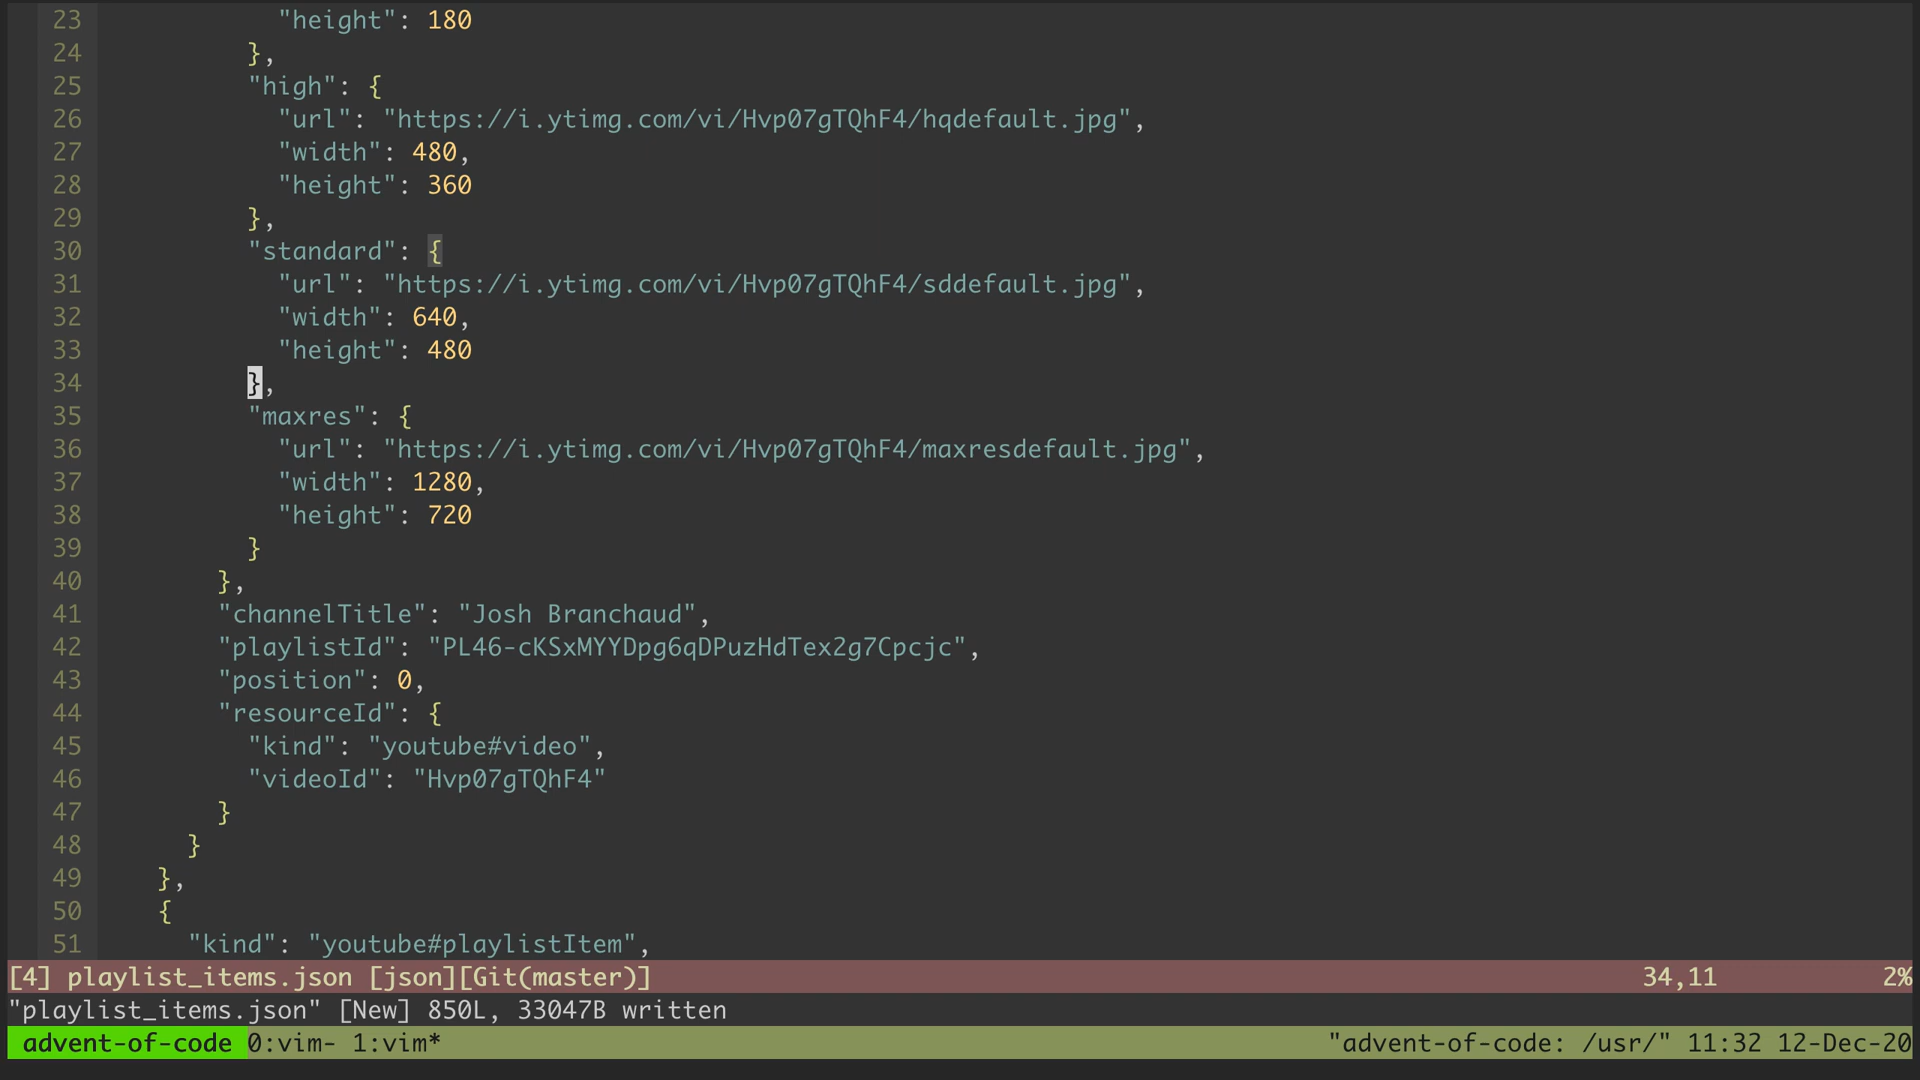 23             "height": 180
24           },
25           "high": {
26             "url": "https://i.ytimg.com/vi/Hvp07gTQhF4/hqdefault.jpg",
27             "width": 480,
28             "height": 360
29           },
30           "standard": {
31             "url": "https://i.ytimg.com/vi/Hvp07gTQhF4/sddefault.jpg",
32             "width": 640,
33             "height": 480
34           },
35           "maxres": {
36             "url": "https://i.ytimg.com/vi/Hvp07gTQhF4/maxresdefault.jpg",
37             "width": 1280,
38             "height": 720
39           }
40         },
41         "channelTitle": "Josh Branchaud",
42         "playlistId": "PL46-cKSxMYYDpg6qDPuzHdTex2g7Cpcjc",
43         "position": 0,
44         "resourceId": {
45           "kind": "youtube#video",
46           "videoId": "Hvp07gTQhF4"
47         }
48       }
49     },
50     {
51       "kind": "youtube#playlistItem",
[4] playlist_items.json [json][Git(master)] 34,11 2%
"playlist_items.json" [New] 850L, 33047B written
advent-of-code 0:vim- 1:vim* "advent-of-code: /usr/" 11:32 12-Dec-20